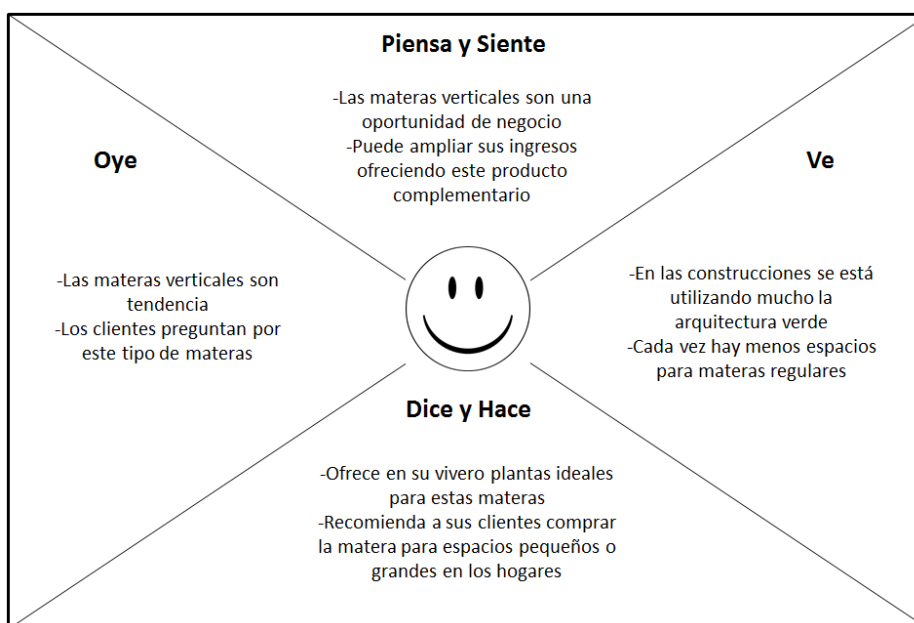 Piensa y Siente
-Las materas verticales son una
oportunidad de negocio
-Puede ampliar sus ingresos
ofreciendo este producto
complementario
Oye
-Las materas verticales son
tendencia
-Los clientes preguntan por
este tipo de materas
Ve
-En las construcciones se está
utilizando mucho la
arquitectura verde
-Cada vez hay menos espacios
para materas regulares
Dice y Hace
-Ofrece en su vivero plantas ideales
para estas materas
-Recomienda a sus clientes comprar
la matera para espacios pequeños o
grandes en los hogares